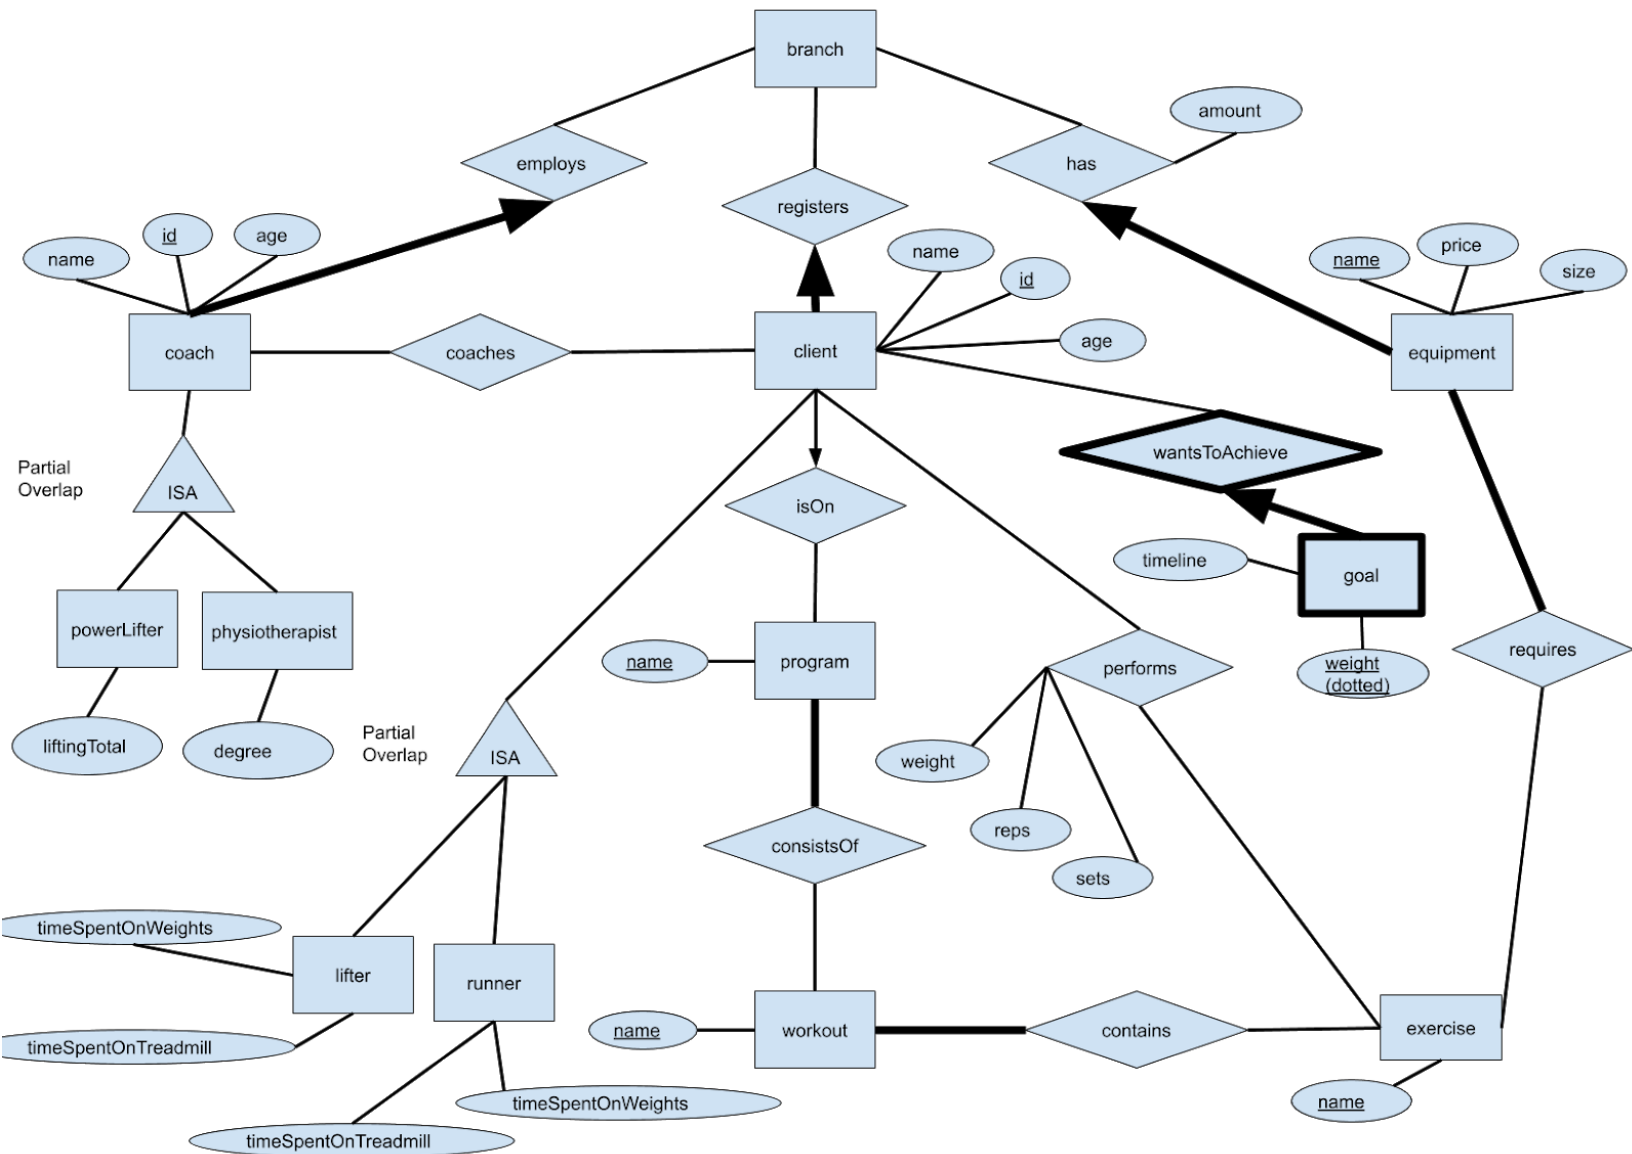 branch
amount
employs
has
registers
name
id
age
name
id
age
name
price
size
coach
coaches
client
equipment
wantsToAchieve
Partial
Overlap
ISA
isOn
timeline
goal
powerLifter
physiotherapist
name
program
performs
weight
(dotted)
requires
liftingTotal
degree
Partial
Overlap
ISA
weight
reps
consistsOf
sets
timeSpentOnWeights
lifter
runner
timeSpentOnTreadmill
name
workout
contains
exercise
timeSpentOnWeights
timeSpentOnTreadmill
name